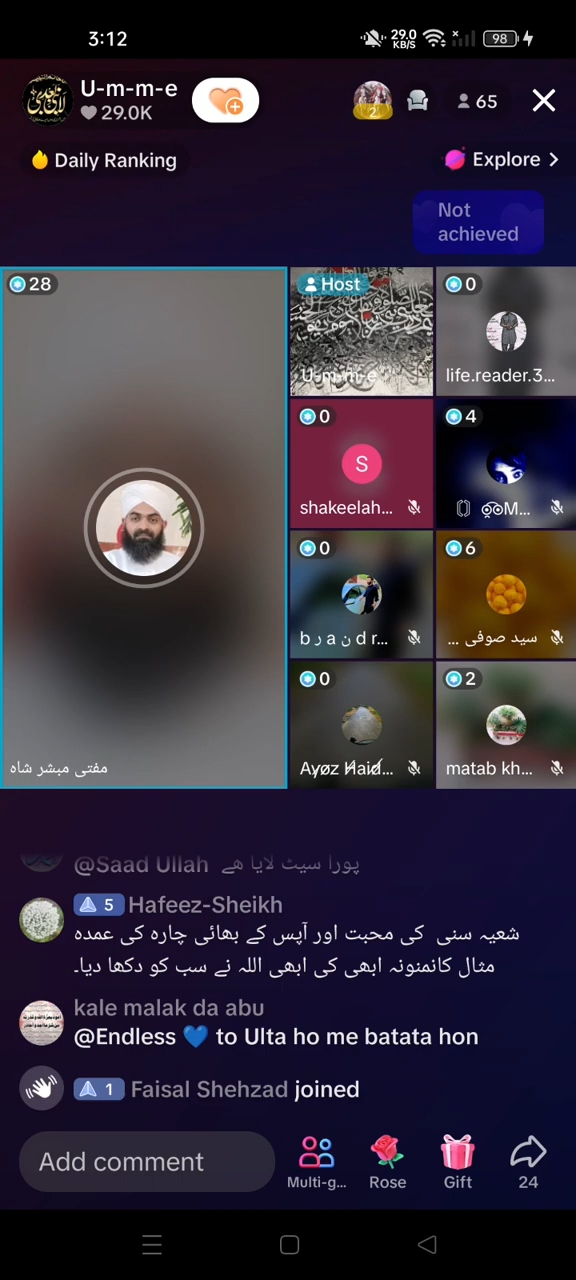 3:12
29.0
KB/S
98
U-m-m-e
29.0K
2
65
Daily Ranking
Explore
Not
achieved
28
Host
0
U-m-m-e
life.reader.3...
0
4
S
shakeelah...
M...
0
6
b ر a ن d r...
سید صوفی ...
0
2
مفتی مبشر شاہ
Ayøz Haid...
matab kh...
@Saad Ullah پورا سیٹ لایا ھے
5 Hafeez-Sheikh
شعیہ سنی کی محبت اور آپس کے بھائی چارہ کی عمدہ
مثال کانمنونہ ابھی کی ابھی اللہ نے سب کو دکھا دیا۔
kale malak da abu
@Endless 💙 to Ulta ho me batata hon
1 Faisal Shehzad joined
Add comment
Multi-g...
Rose
Gift
24